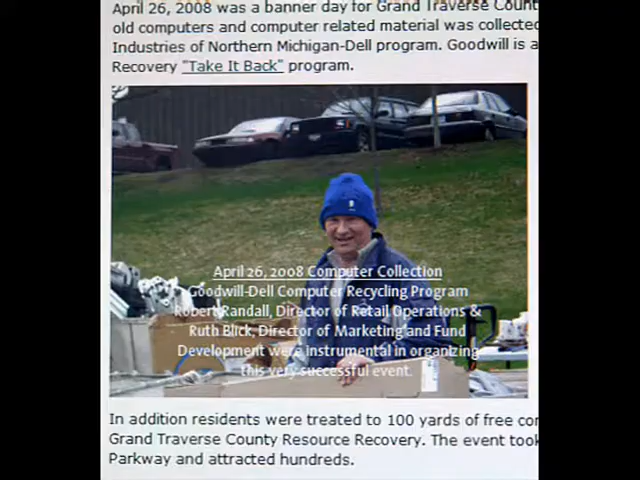 April 26, 2008 was a banner day for Grand Traverse Count
old computers and computer related material was collected
Industries of Northern Michigan-Dell program. Goodwill is a
Recovery "Take It Back" program.
April 26, 2008 Computer Collection
Goodwill-Dell Computer Recycling Program
Robert Randall, Director of Retail Operations &
Ruth Blick, Director of Marketing and Fund
Development were instrumental in organizing
this very successful event.
In addition residents were treated to 100 yards of free com
Grand Traverse County Resource Recovery. The event took
Parkway and attracted hundreds.